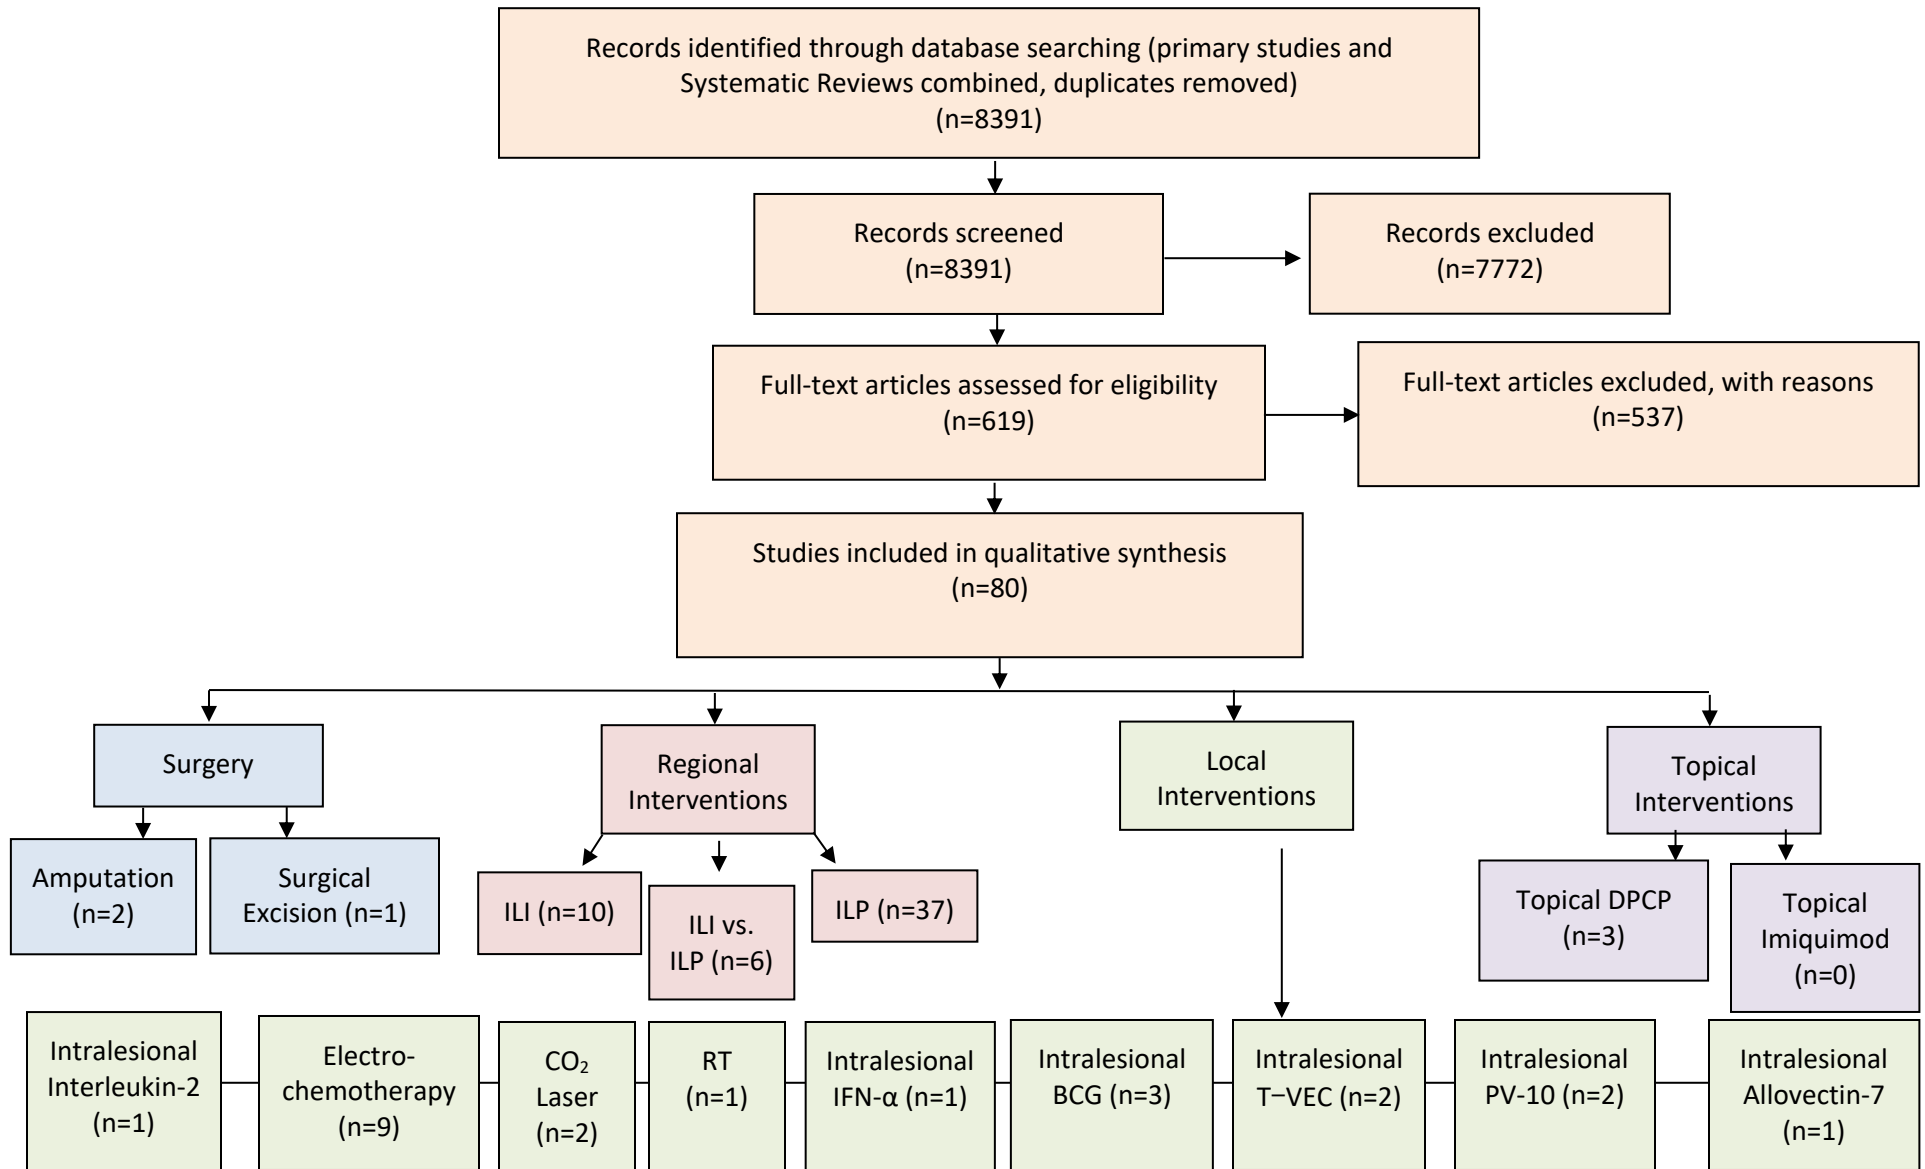 Records identified through database searching (primary studies and
Systematic Reviews combined, duplicates removed)
(n=8391)
Records screened
(n=8391)
Records excluded
(n=7772)
Full-text articles assessed for eligibility
(n=619)
Full-text articles excluded, with reasons
(n=537)
Studies included in qualitative synthesis
(n=80)
Surgery
Regional
Interventions
Local
Interventions
Topical
Interventions
Amputation
(n=2)
Surgical
Excision (n=1)
ILI (n=10)
ILI vs.
ILP (n=6)
ILP (n=37)
Topical DPCP
(n=3)
Topical
Imiquimod
(n=0)
Intralesional
Interleukin-2
(n=1)
Electro-
chemotherapy
(n=9)
CO₂
Laser
(n=2)
RT
(n=1)
Intralesional
IFN-α (n=1)
Intralesional
BCG (n=3)
Intralesional
T–VEC (n=2)
Intralesional
PV-10 (n=2)
Intralesional
Allovectin-7
(n=1)